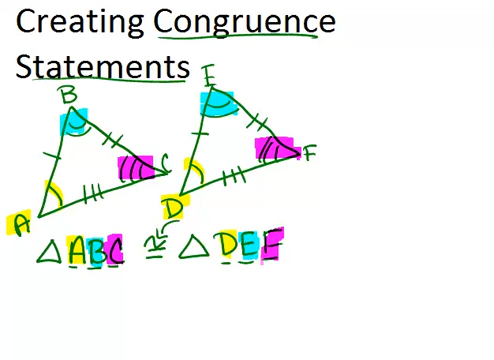 Creating Congruence
Statements
B
E
C
F
A
D
△ABC ≅ △DEF